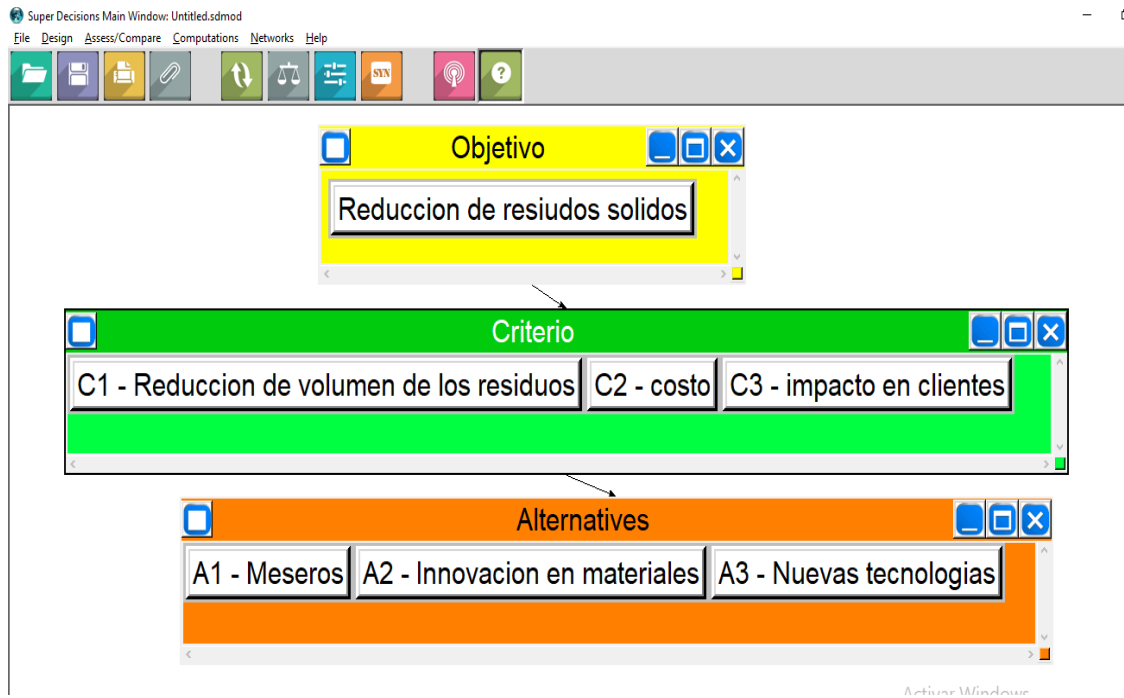 Super Decisions Main Window: Untitled.sdmod
File Design Assess/Compare Computations Networks Help
SYN ?
Objetivo
Reduccion de resiudos solidos
Criterio
C1 - Reduccion de volumen de los residuos C2 - costo C3 - impacto en clientes
Alternatives
A1 - Meseros A2 - Innovacion en materiales A3 - Nuevas tecnologias
Activar Windows